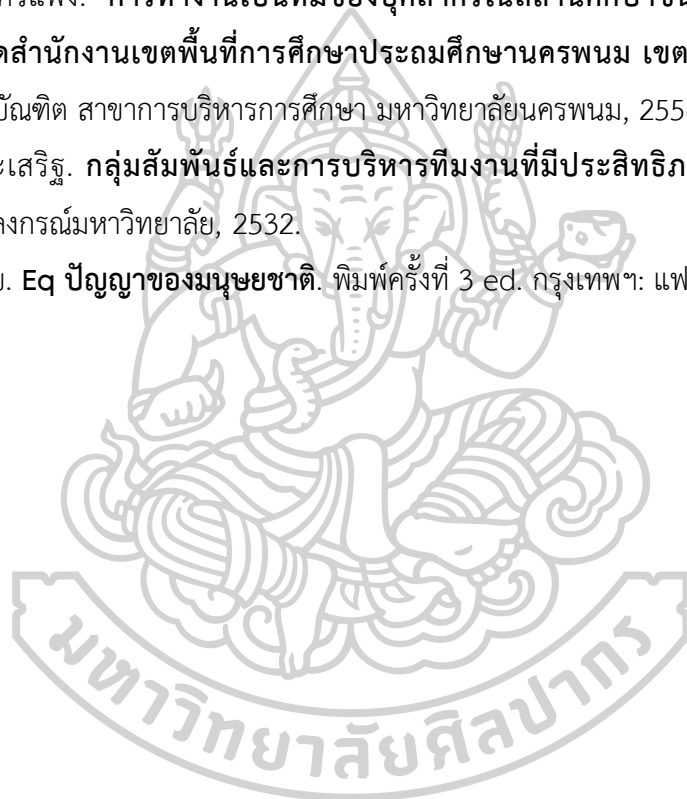 การทำงานเป็นทีมของบุคลากรในสถานศึกษาขั้น
สำนักงานเขตพื้นที่การศึกษาประถมศึกษานครพนม เขต
บัณฑิต สาขาการบริหารการศึกษา มหาวิทยาลัยนครพนม,
ะเสริฐ. กลุ่มสัมพันธ์และการบริหารทีมงานที่มีประสิทธิภ
ลงกรณ์มหาวิทยาลัย, 2532.
Eq ปัญญาของมนุษยชาติ. พิมพ์ครั้งที่ 3 ed. กรุงเทพฯ: แฟ
มหาวิทยาลัยศิลปากร